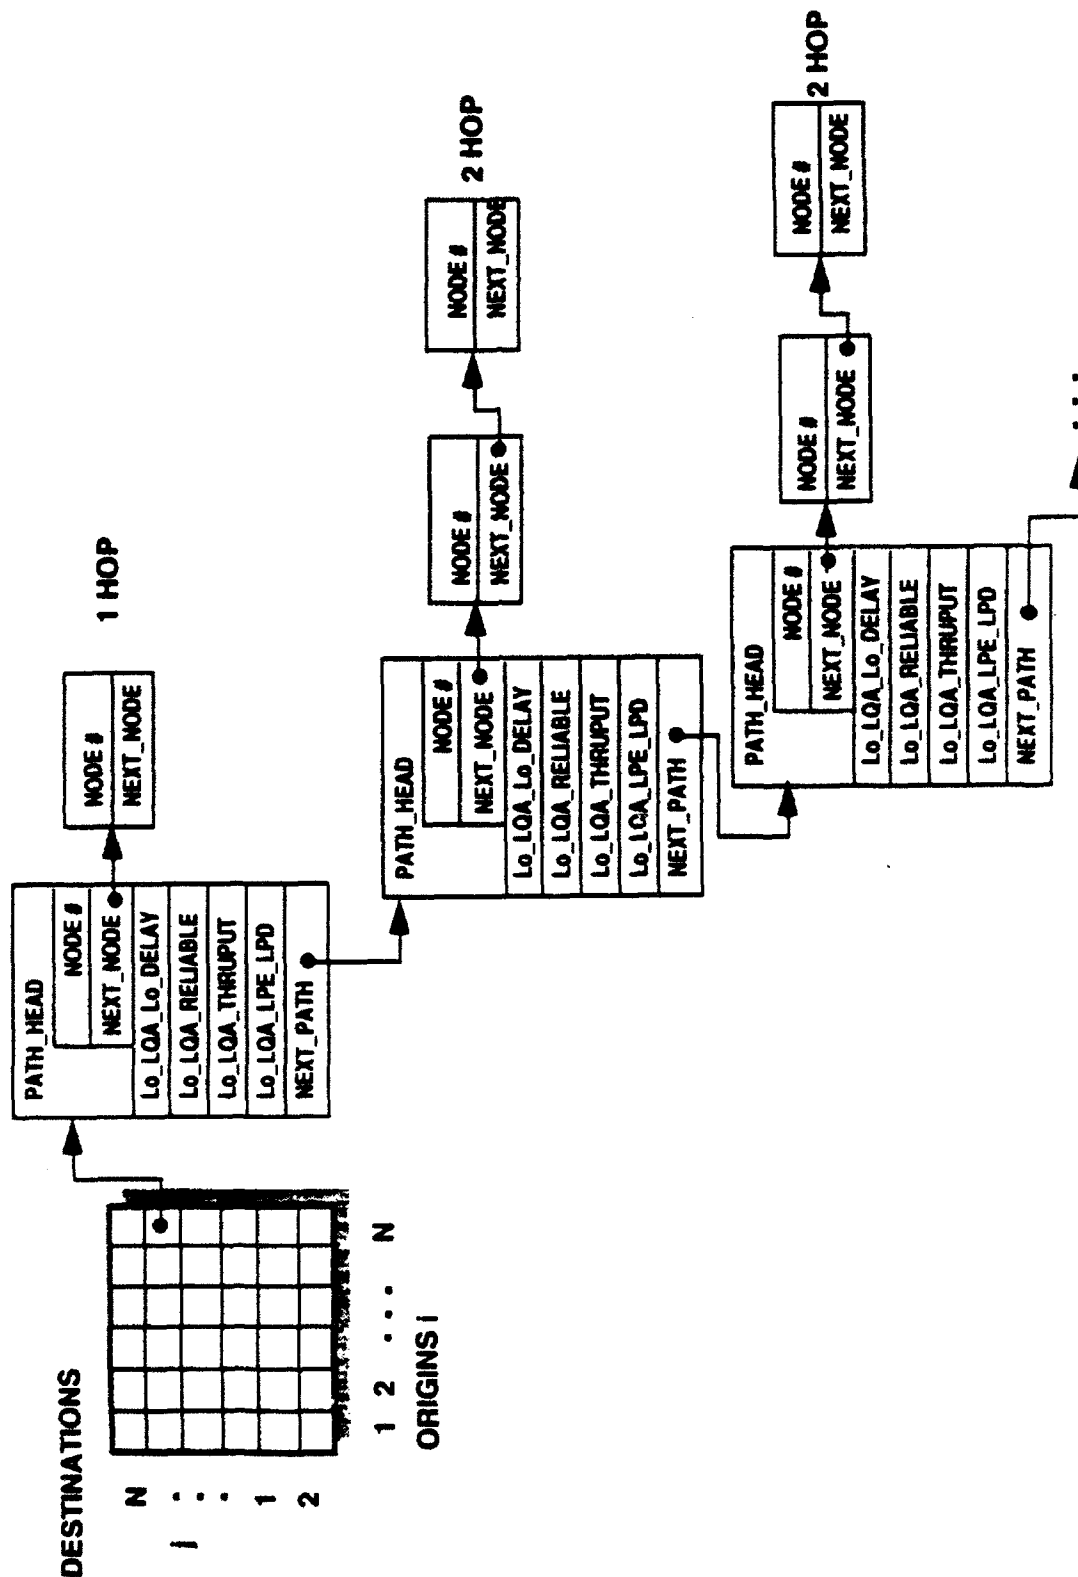 DESTINATIONS
N
j
.
.
.
1
2
1 2 . . . N
ORIGINS i
PATH_HEAD
NODE #
NEXT_NODE
Lo_LQA_Lo_DELAY
Lo_LQA_RELIABLE
Lo_LQA_THRUPUT
Lo_LQA_LPE_LPD
NEXT_PATH
NODE #
NEXT_NODE
1 HOP
PATH_HEAD
NODE #
NEXT_NODE
Lo_LQA_Lo_DELAY
Lo_LQA_RELIABLE
Lo_LQA_THRUPUT
Lo_LQA_LPE_LPD
NEXT_PATH
NODE #
NEXT_NODE
NODE #
NEXT_NODE
2 HOP
PATH_HEAD
NODE #
NEXT_NODE
Lo_LQA_Lo_DELAY
Lo_LQA_RELIABLE
Lo_LQA_THRUPUT
Lo_LQA_LPE_LPD
NEXT_PATH
NODE #
NEXT_NODE
NODE #
NEXT_NODE
2 HOP
. . .